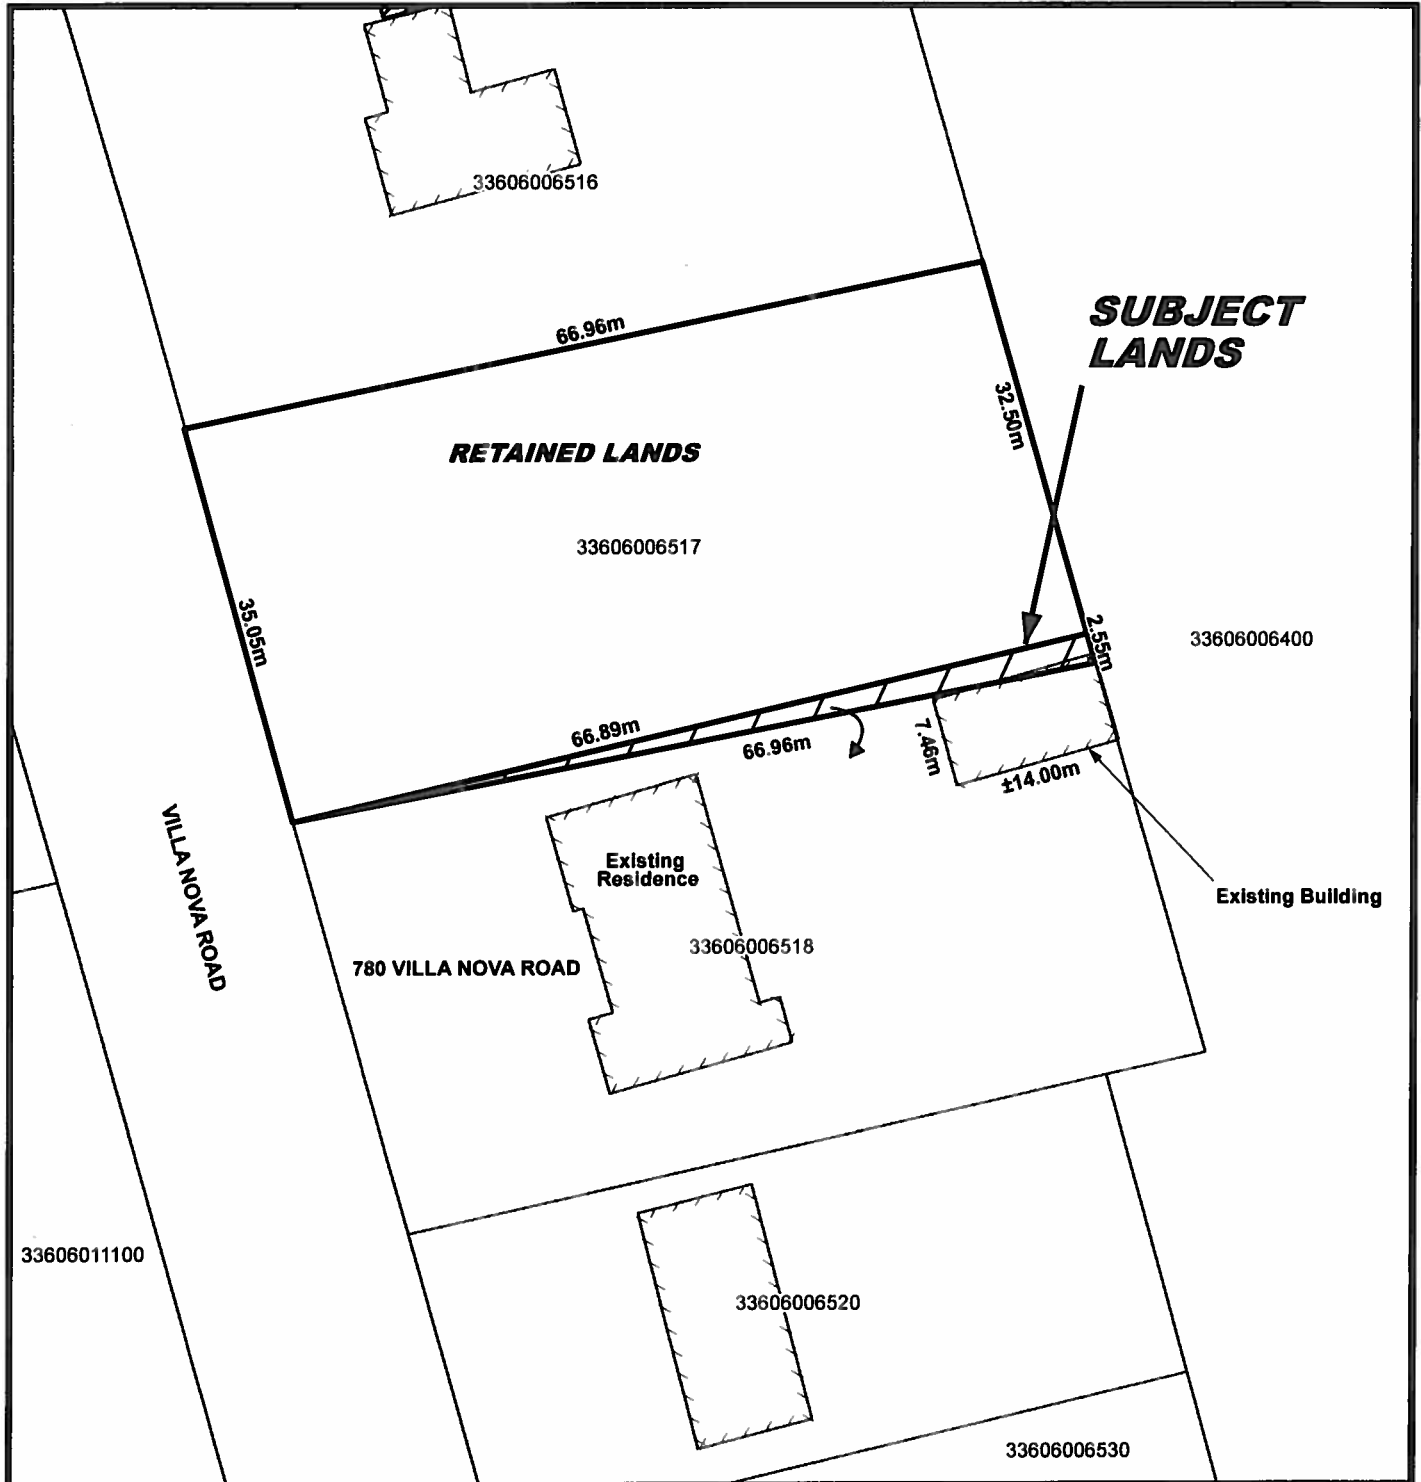 33606006516
SUBJECT
LANDS
66.96m
32.50m
RETAINED LANDS
33606006517
35.05m
2.55m
33606006400
66.89m
66.96m
7.46m
±14.00m
VILLA NOVA ROAD
Existing
Residence
Existing Building
33606006518
780 VILLA NOVA ROAD
33606011100
33606006520
33606006530